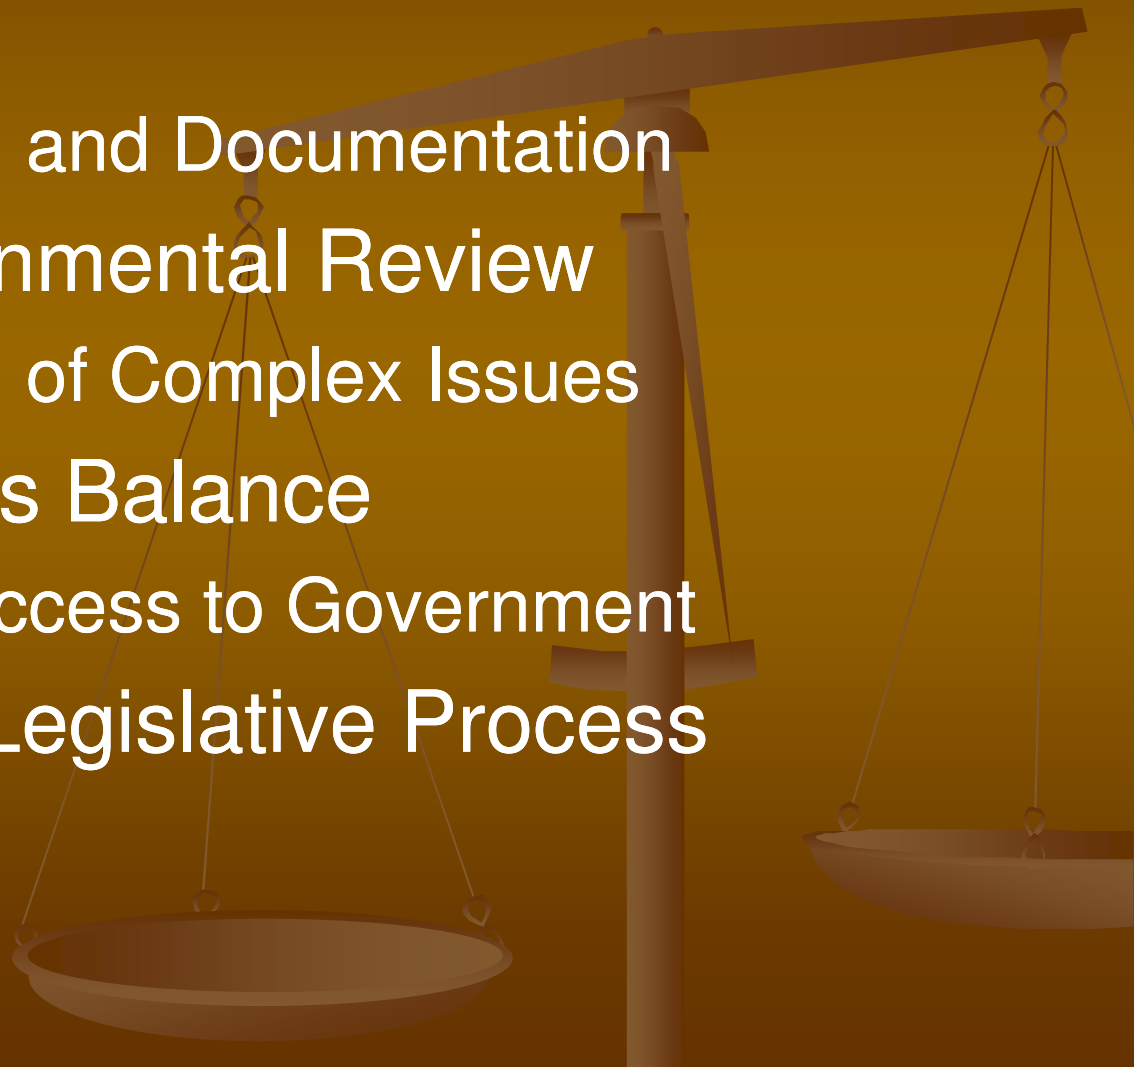 and Documentation
nmental Review
of Complex Issues
s Balance
ccess to Government
Legislative Process